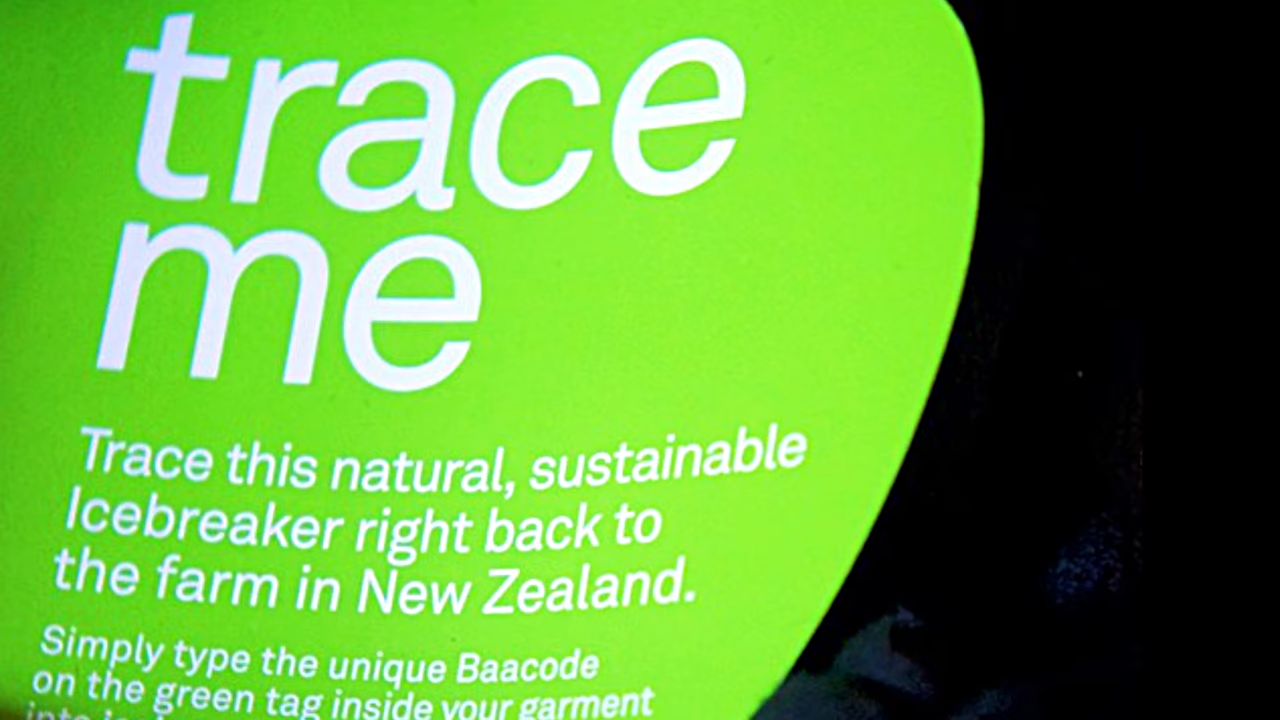 trace
me
Trace this natural, sustainable
Icebreaker right back to
the farm in New Zealand.
Simply type the unique Baacode
on the green tag inside your garment